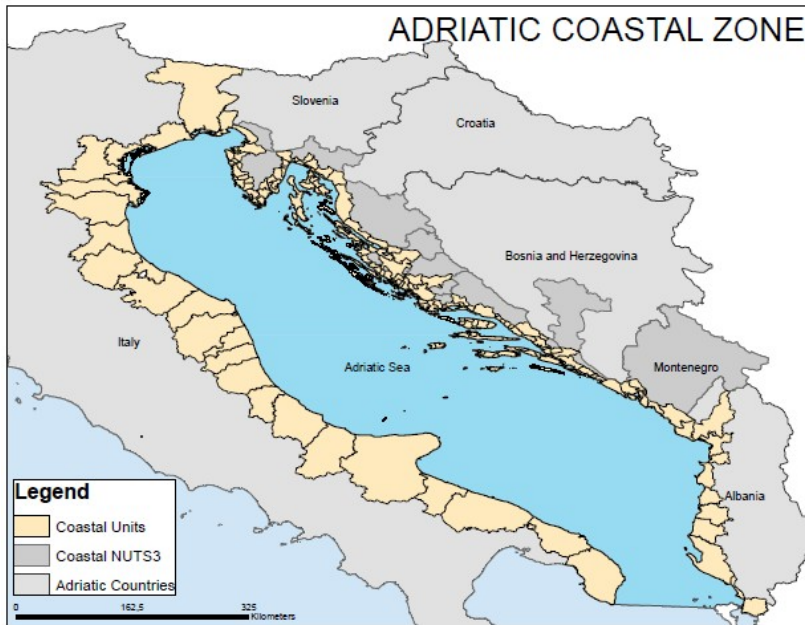 ADRIATIC COASTAL ZONE
Slovenia
Croatia
Bosnia and Herzegovina
Italy
Adriatic Sea
Montenegro
Albania
Legend
Coastal Units
Coastal NUTS3
Adriatic Countries
0 162,5 325
Kilometers